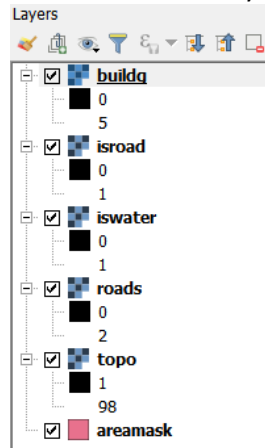 Layers
buildg
0
5
isroad
0
1
iswater
0
1
roads
0
2
topo
1
98
areamask